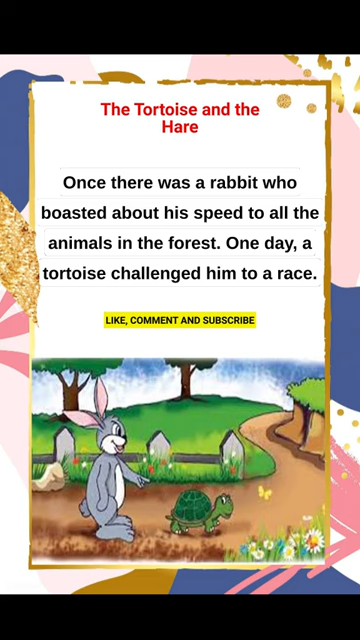 The Tortoise and the
Hare
Once there was a rabbit who
boasted about his speed to all the
animals in the forest. One day, a
tortoise challenged him to a race.
LIKE, COMMENT AND SUBSCRIBE